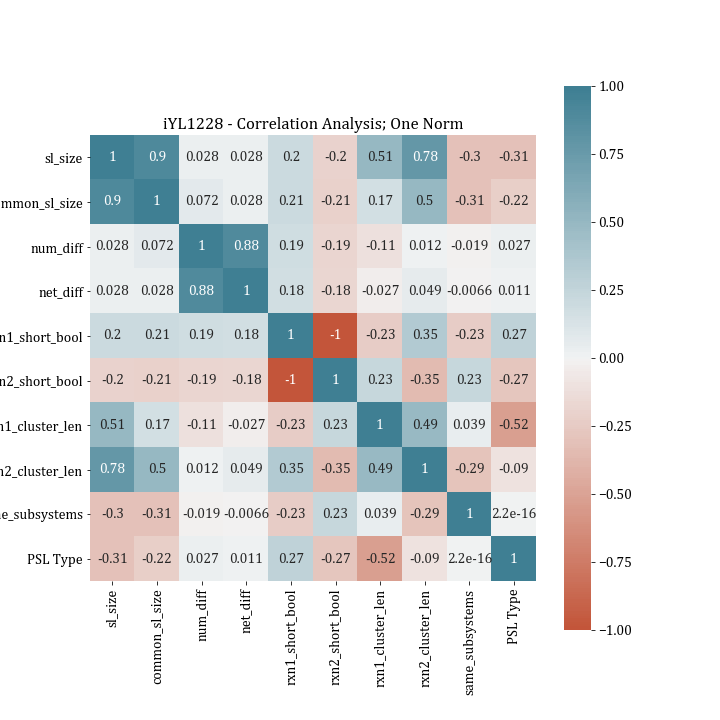 iYL1228 - Correlation Analysis; One Norm
sl_size 1 0.9 0.028 0.028 0.2 -0.2 0.51 0.78 -0.3 -0.31
mmon_sl_size 0.9 1 0.072 0.028 0.21 -0.21 0.17 0.5 -0.31 -0.22
num_diff 0.028 0.072 1 0.88 0.19 -0.19 -0.11 0.012 -0.019 0.027
net_diff 0.028 0.028 0.88 1 0.18 -0.18 -0.027 0.049 -0.0066 0.011
n1_short_bool 0.2 0.21 0.19 0.18 1 -1 -0.23 0.35 -0.23 0.27
n2_short_bool -0.2 -0.21 -0.19 -0.18 -1 1 0.23 -0.35 0.23 -0.27
n1_cluster_len 0.51 0.17 -0.11 -0.027 -0.23 0.23 1 0.49 0.039 -0.52
n2_cluster_len 0.78 0.5 0.012 0.049 0.35 -0.35 0.49 1 -0.29 -0.09
ne_subsystems -0.3 -0.31 -0.019 -0.0066 -0.23 0.23 0.039 -0.29 1 2.2e-16
PSL Type -0.31 -0.22 0.027 0.011 0.27 -0.27 -0.52 -0.09 2.2e-16 1
sl_size
common_sl_size
num_diff
net_diff
rxn1_short_bool
rxn2_short_bool
rxn1_cluster_len
rxn2_cluster_len
same_subsystems
PSL Type
1.00
0.75
0.50
0.25
0.00
−0.25
−0.50
−0.75
−1.00